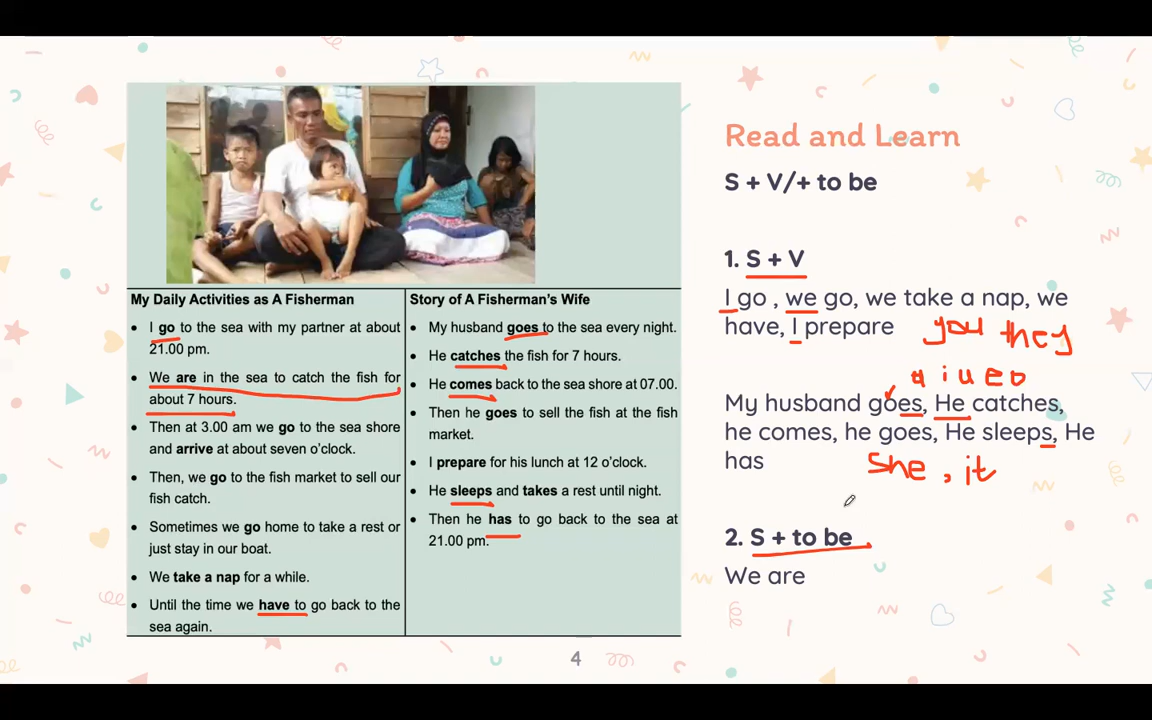 My Daily Activities as A Fisherman
• I go to the sea with my partner at about
21.00 pm.
• We are in the sea to catch the fish for
about 7 hours.
• Then at 3.00 am we go to the sea shore
and arrive at about seven o'clock.
• Then, we go to the fish market to sell our
fish catch.
• Sometimes we go home to take a rest or
just stay in our boat.
• We take a nap for a while.
• Until the time we have to go back to the
sea again.
Story of A Fisherman's Wife
• My husband goes to the sea every night.
• He catches the fish for 7 hours.
• He comes back to the sea shore at 07.00.
• Then he goes to sell the fish at the fish
market.
• I prepare for his lunch at 12 o'clock.
• He sleeps and takes a rest until night.
• Then he has to go back to the sea at
21.00 pm.
Read and Learn
S + V/+ to be
1. S + V
I go , we go, we take a nap, we
have, I prepare
you they
a i u e o
My husband goes, He catches,
he comes, he goes, He sleeps, He
has
She, it
2. S + to be
We are
4